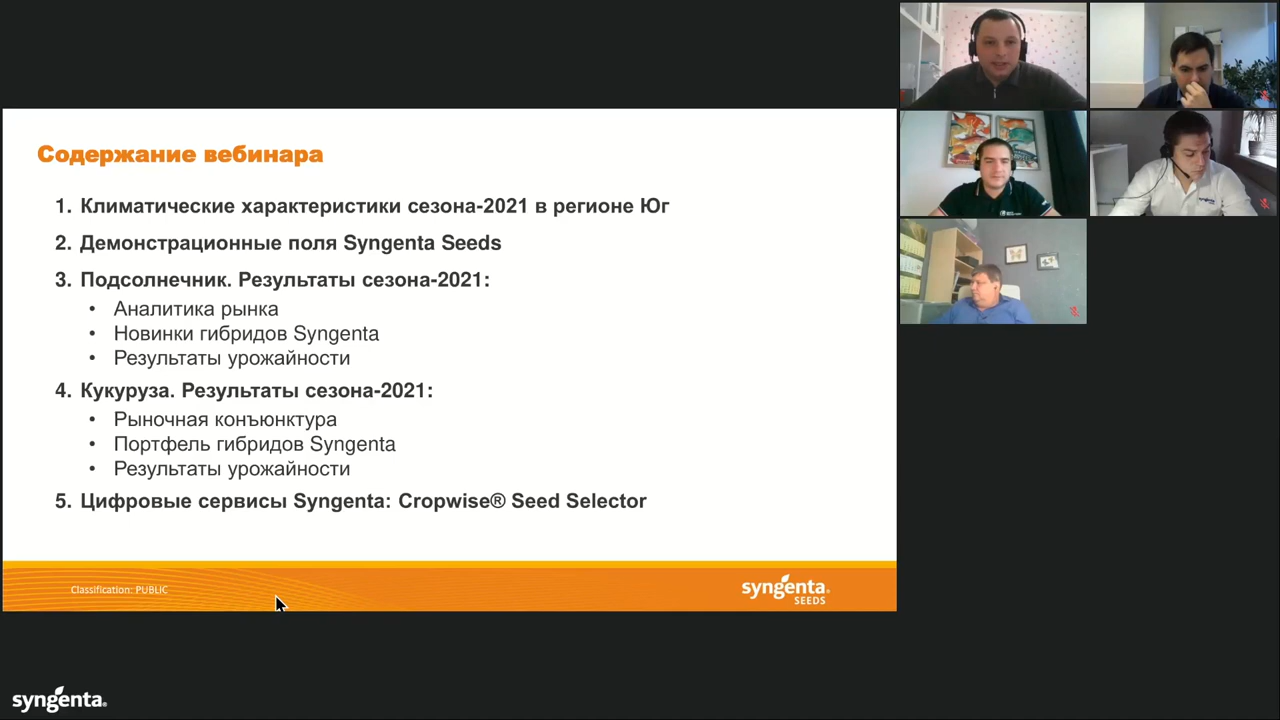 Содержание вебинара
1. Климатические характеристики сезона-2021 в регионе Юг
2. Демонстрационные поля Syngenta Seeds
3. Подсолнечник. Результаты сезона-2021:
• Аналитика рынка
• Новинки гибридов Syngenta
• Результаты урожайности
4. Кукуруза. Результаты сезона-2021:
• Рыночная конъюнктура
• Портфель гибридов Syngenta
• Результаты урожайности
5. Цифровые сервисы Syngenta: Cropwise® Seed Selector
Classification: PUBLIC
syngenta
SEEDS
syngenta